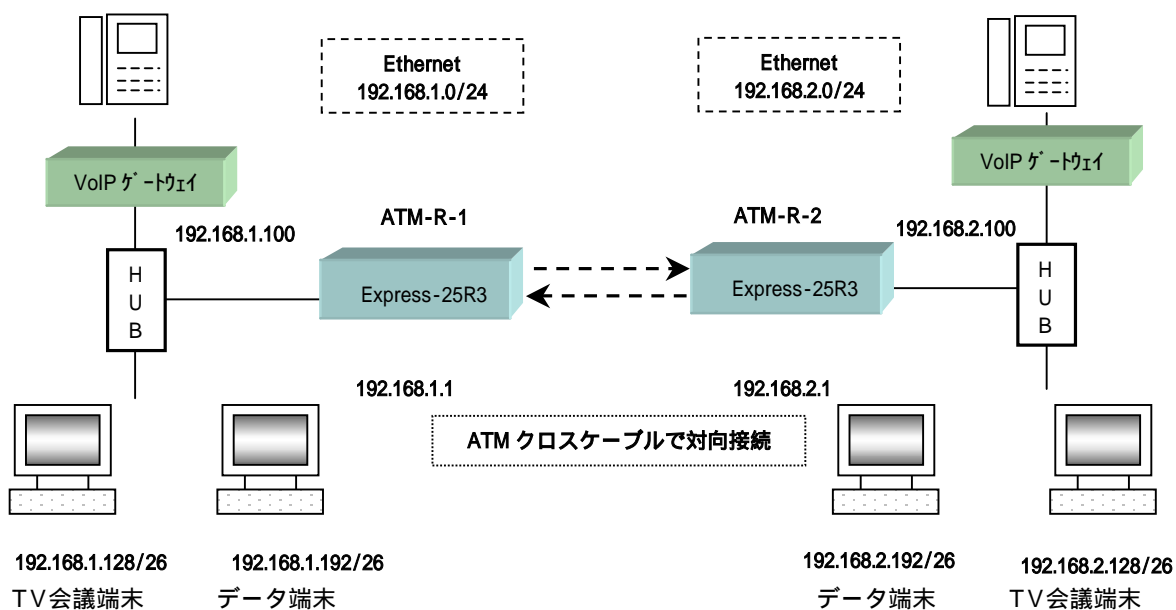 Ethernet
192.168.1.0/24
Ethernet
192.168.2.0/24
VoIP ゲートウェイ
VoIP ゲートウェイ
192.168.1.100
ATM-R-1
ATM-R-2
192.168.2.100
H
U
B
Express-25R3
Express-25R3
H
U
B
192.168.1.1
192.168.2.1
ATM クロスケーブルで対向接続
192.168.1.128/26
TV会議端末
192.168.1.192/26
データ端末
192.168.2.192/26
データ端末
192.168.2.128/26
TV会議端末